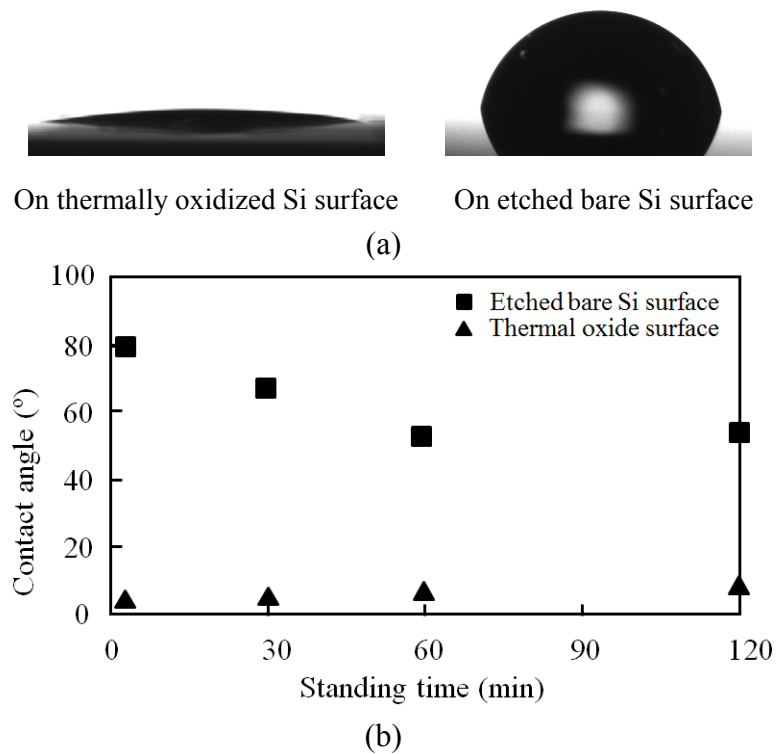 On thermally oxidized Si surface
On etched bare Si surface
(a)
100
80
60
40
20
0
Contact angle (º)
Etched bare Si surface
Thermal oxide surface
0 30 60 90 120
Standing time (min)
(b)